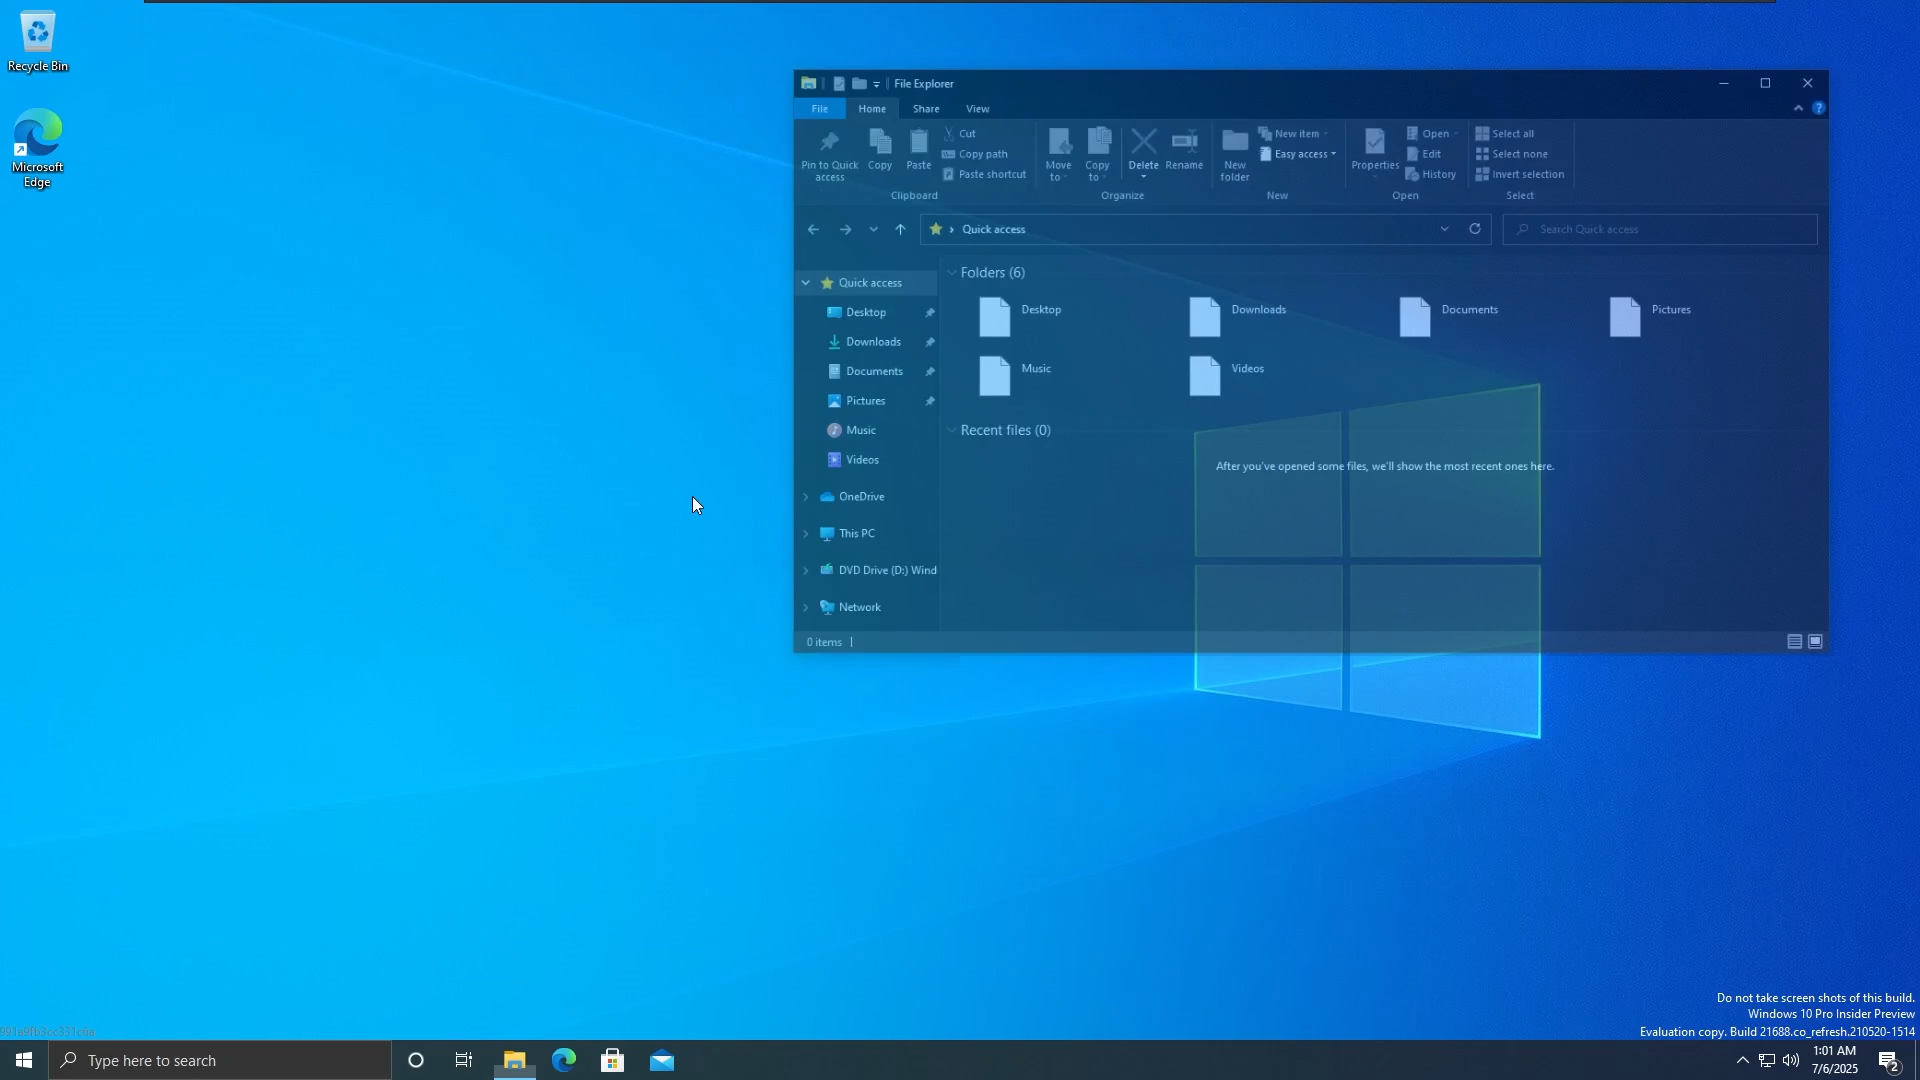 Recycle Bin
Microsoft
Edge
File Explorer
File
Home
Share
View
Pin to Quick
access
Copy
Paste
Cut
Copy path
Paste shortcut
Clipboard
Move
to
Copy
to
Delete
Rename
Organize
New
folder
New item
Easy access
New
Properties
Open
Edit
History
Open
Select all
Select none
Invert selection
Select
Quick access
Search Quick access
Quick access
Desktop
Downloads
Documents
Pictures
Music
Videos
OneDrive
This PC
DVD Drive (D:) Wind
Network
Folders (6)
Desktop
Downloads
Documents
Pictures
Music
Videos
Recent files (0)
After you've opened some files, we'll show the most recent ones here.
0 items
Do not take screen shots of this build.
Windows 10 Pro Insider Preview
Evaluation copy. Build 21688.co_refresh.210520-1514
Type here to search
1:01 AM
7/6/2025
2